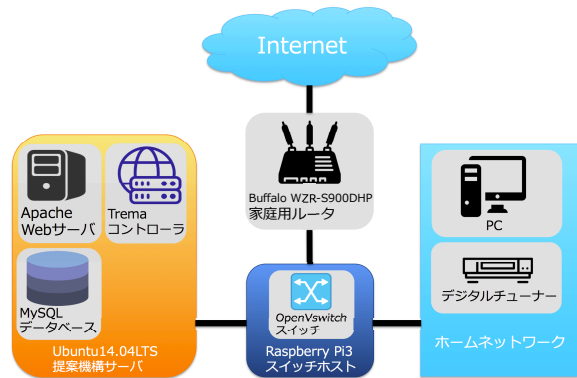 Internet
Buffalo WZR-S900DHP
家庭用ルータ
Apache
Webサーバ
Trema
コントローラ
MySQL
データベース
Ubuntu14.04LTS
提案機構サーバ
OpenVswitch
スイッチ
Raspberry Pi3
スイッチホスト
PC
デジタルチューナー
ホームネットワーク